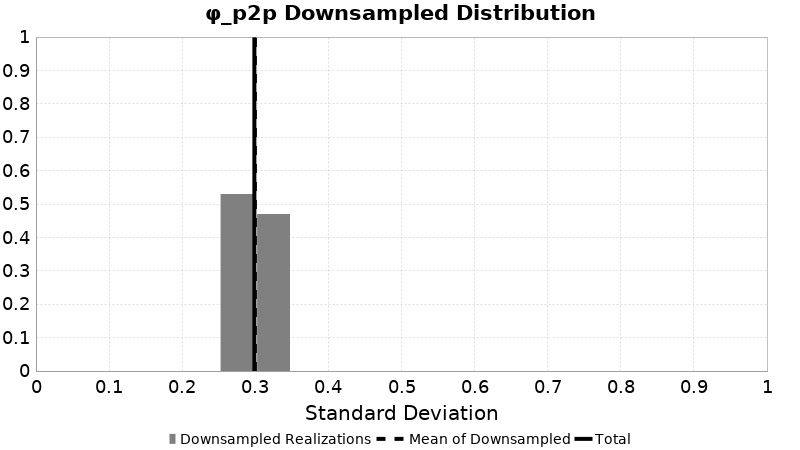 φ_p2p Downsampled Distribution
1
0.9
0.8
0.7
0.6
0.5
0.4
0.3
0.2
0.1
0
0 0.1 0.2 0.3 0.4 0.5 0.6 0.7 0.8 0.9 1
Standard Deviation
Downsampled Realizations Mean of Downsampled Total